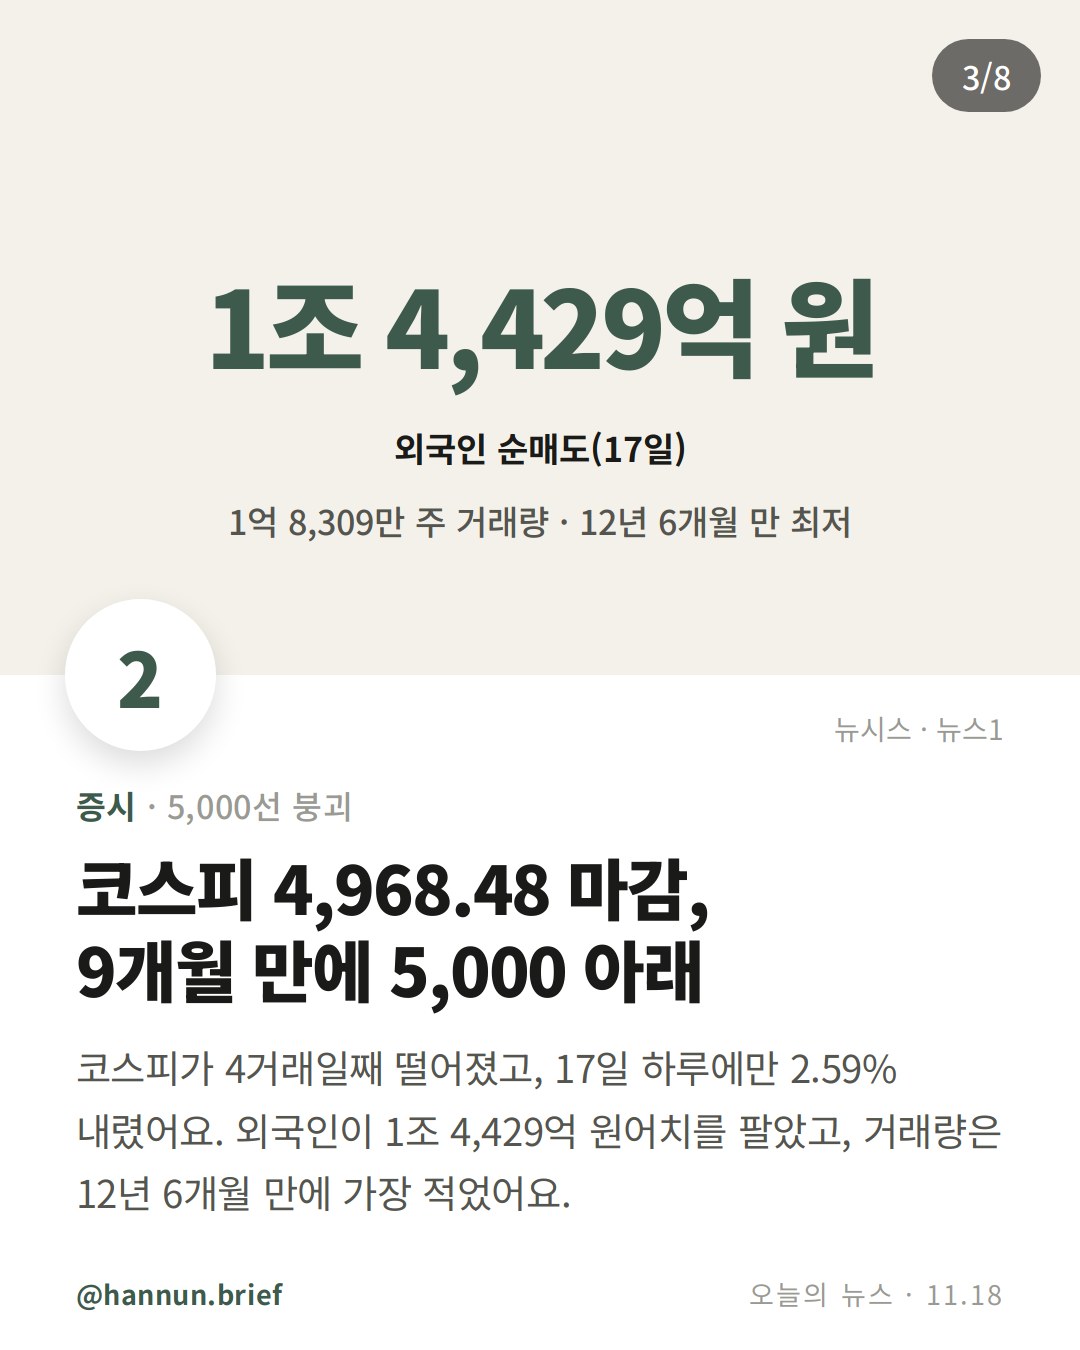 3/8
1조 4,429억 원
외국인 순매도(17일)
1억 8,309만 주 거래량 · 12년 6개월 만 최저
2
뉴시스 · 뉴스1
증시 · 5,000선 붕괴
코스피 4,968.48 마감,
9개월 만에 5,000 아래
코스피가 4거래일째 떨어졌고, 17일 하루에만 2.59%
내렸어요. 외국인이 1조 4,429억 원어치를 팔았고, 거래량은
12년 6개월 만에 가장 적었어요.
@hannun.brief
오늘의 뉴스 · 11.18